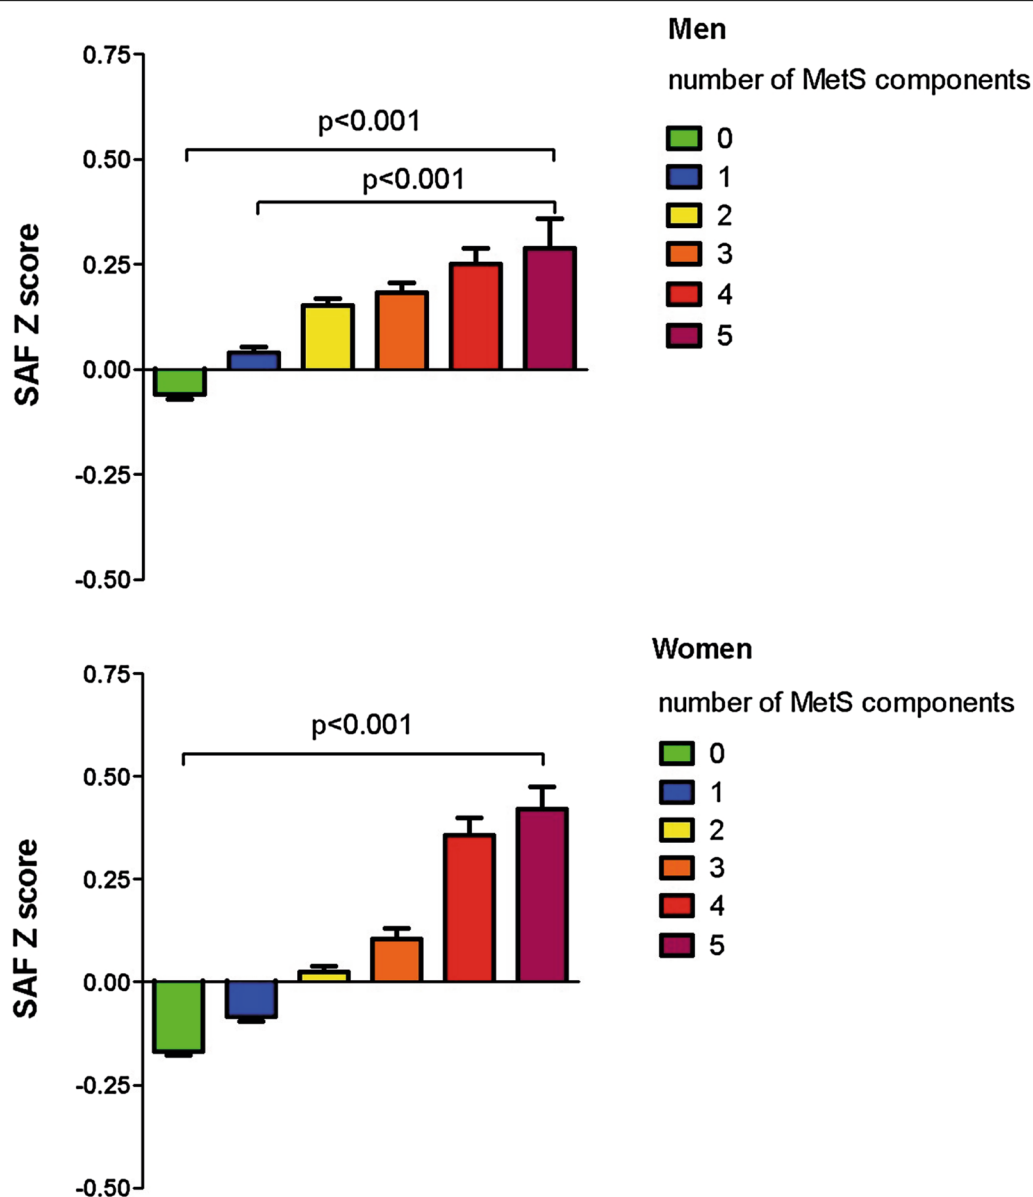 Men
number of MetS components
0
1
2
3
4
5
SAF Z score
0.75
0.50
0.25
0.00
-0.25
-0.50
p<0.001
p<0.001
Women
number of MetS components
0
1
2
3
4
5
SAF Z score
0.75
0.50
0.25
0.00
-0.25
-0.50
p<0.001